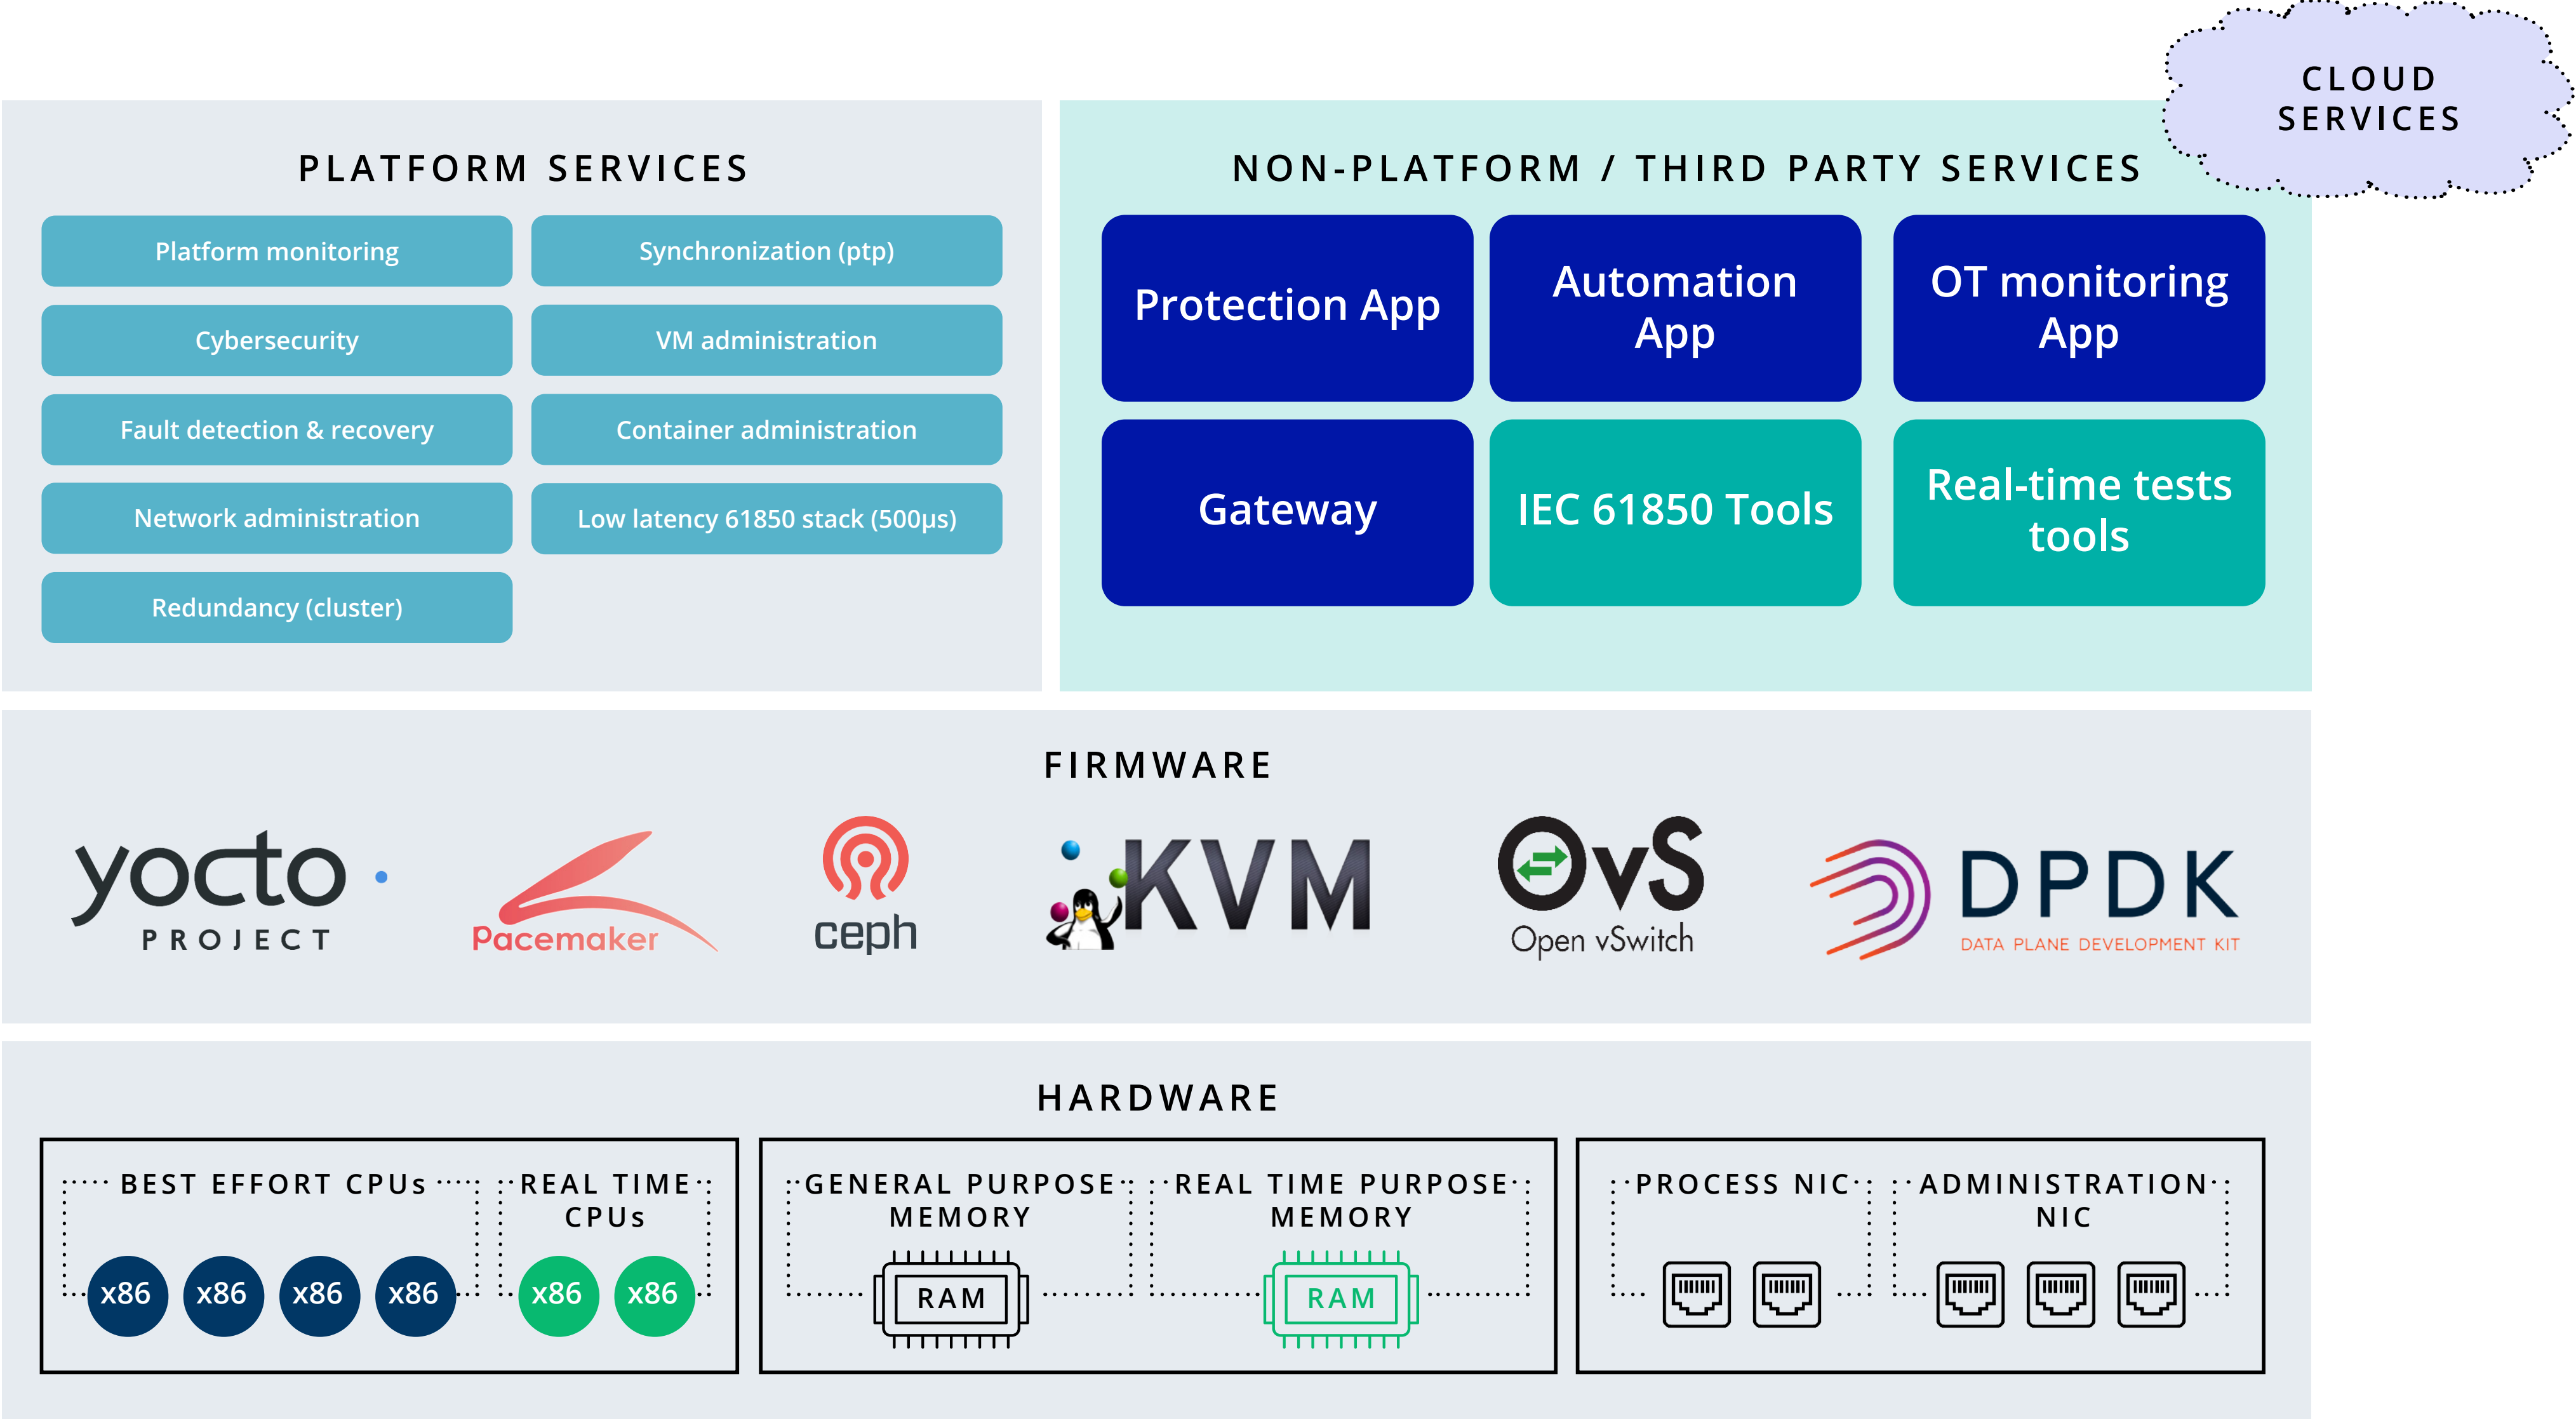 CLOUD
SERVICES
PLATFORM SERVICES
Platform monitoring
Synchronization (ptp)
Cybersecurity
VM administration
Fault detection & recovery
Container administration
Network administration
Low latency 61850 stack (500µs)
Redundancy (cluster)
NON-PLATFORM / THIRD PARTY SERVICES
Protection App
Automation
App
OT monitoring
App
Gateway
IEC 61850 Tools
Real-time tests
tools
FIRMWARE
yocto
PROJECT
Pacemaker
ceph
KVM
OvS
Open vSwitch
DPDK
DATA PLANE DEVELOPMENT KIT
HARDWARE
BEST EFFORT CPUs
x86 x86 x86 x86
REAL TIME
CPUs
x86 x86
GENERAL PURPOSE
MEMORY
RAM
REAL TIME PURPOSE
MEMORY
RAM
PROCESS NIC
ADMINISTRATION
NIC